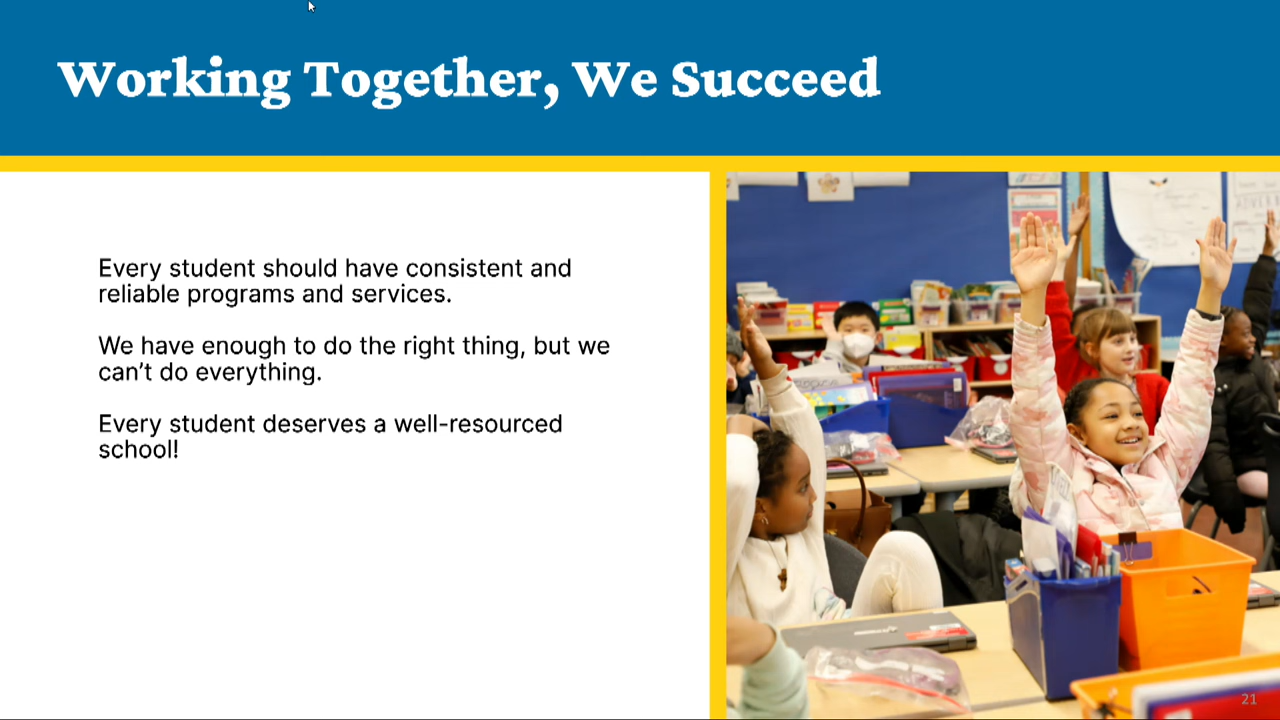 Working Together, We Succeed
Every student should have consistent and
reliable programs and services.
We have enough to do the right thing, but we
can't do everything.
Every student deserves a well-resourced
school!
21